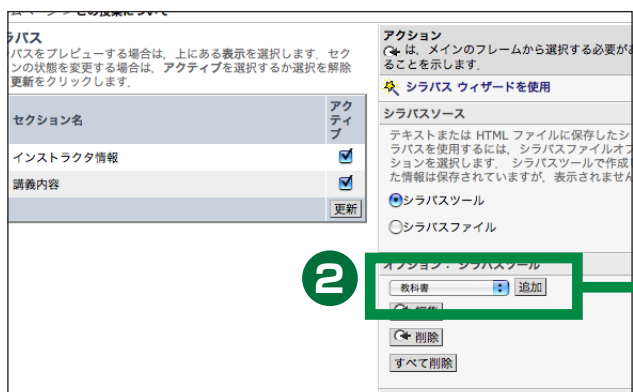 この授業について
シラバス
バスをプレビューする場合は、上にある表示を選択します．セク
ンの状態を変更する場合は、アクティブを選択するか選択を解除
更新をクリックします．
セクション名
アク
ティ
ブ
インストラクタ情報
講義内容
更新
アクション
は、メインのフレームから選択する必要が
ることを示します．
シラバス ウィザードを使用
シラバスソース
テキストまたは HTML ファイルに保存したシ
ラバスを使用するには、シラバスファイルオプ
ションを選択します． シラバスツールで作成し
た情報は保存されていますが、表示されません
シラバスツール
シラバスファイル
オプション： シラバスツール
2
教科書
追加
編集
削除
すべて削除